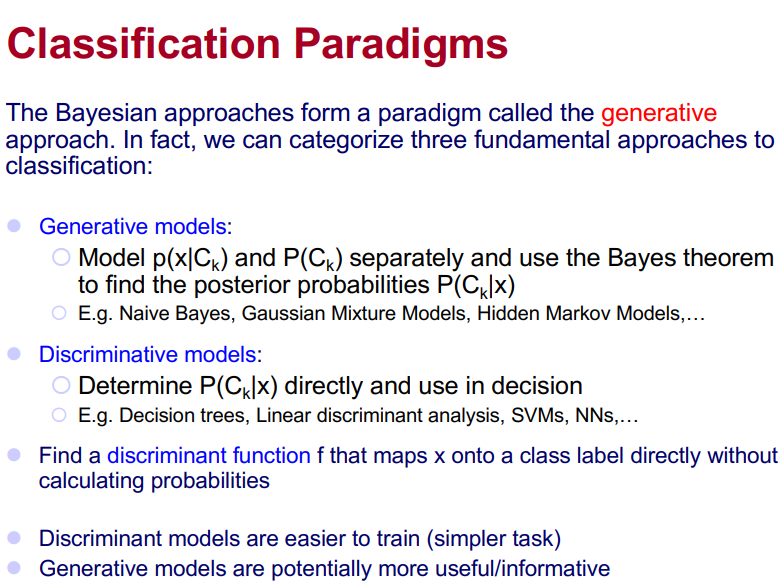 Classification Paradigms
The Bayesian approaches form a paradigm called the generative
approach. In fact, we can categorize three fundamental approaches to
classification:
Generative models:
Model p(x|Cₖ) and P(Cₖ) separately and use the Bayes theorem
to find the posterior probabilities P(Cₖ|x)
E.g. Naive Bayes, Gaussian Mixture Models, Hidden Markov Models,…
Discriminative models:
Determine P(Cₖ|x) directly and use in decision
E.g. Decision trees, Linear discriminant analysis, SVMs, NNs,…
Find a discriminant function f that maps x onto a class label directly without
calculating probabilities
Discriminant models are easier to train (simpler task)
Generative models are potentially more useful/informative